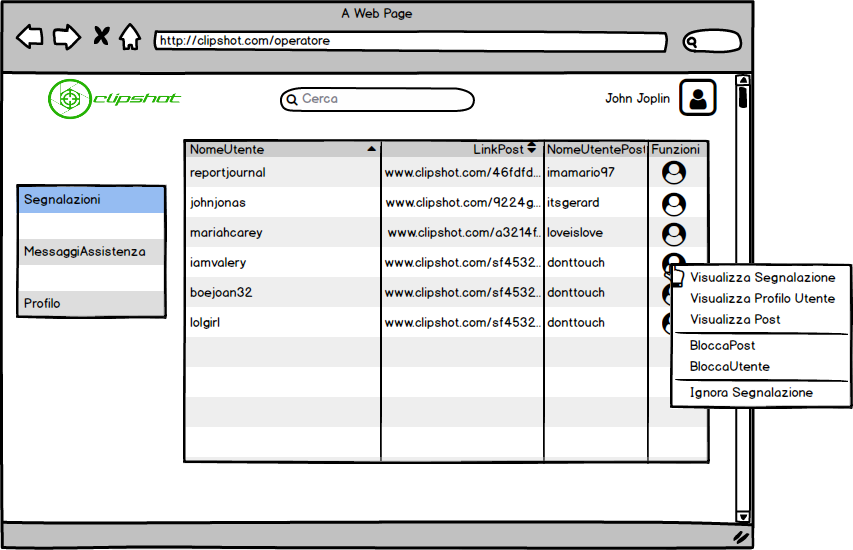 A Web Page
http://clipshot.com/operatore
clipshot
Cerca
John Joplin
NomeUtente LinkPost NomeUtentePost Funzioni
reportjournal www.clipshot.com/46fdfd... imamario97
johnjonas www.clipshot.com/9224g... itsgerard
mariahcarey www.clipshot.com/a3214f... loveislove
iamvalery www.clipshot.com/sf4532... donttouch
boejoan32 www.clipshot.com/sf4532... donttouch
lolgirl www.clipshot.com/sf4532... donttouch
Segnalazioni
MessaggiAssistenza
Profilo
Visualizza Segnalazione
Visualizza Profilo Utente
Visualizza Post
BloccaPost
BloccaUtente
Ignora Segnalazione